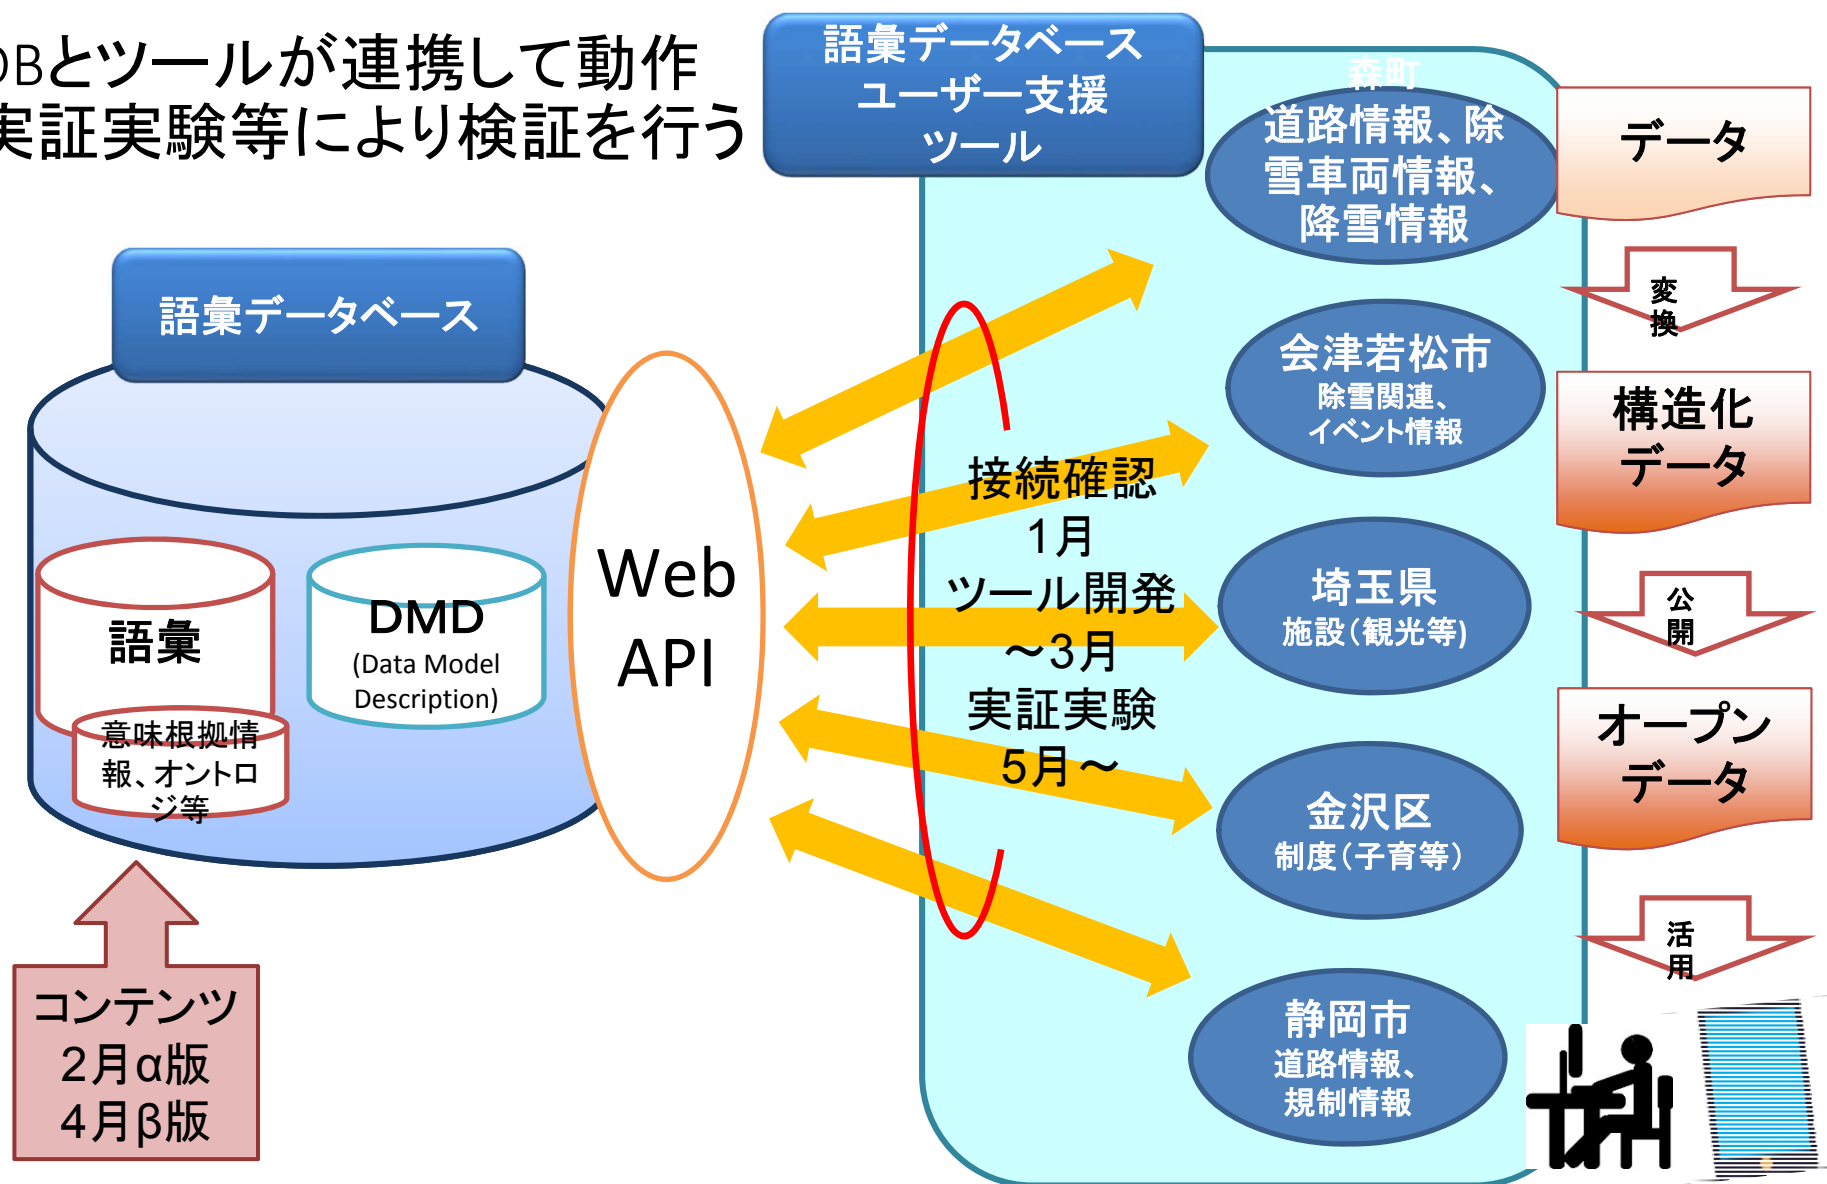 DBとツールが連携して動作
実証実験等により検証を行う
語彙データベース
ユーザー支援
ツール
語彙データベース
語彙
意味根拠情
報、オントロ
ジ等
DMD
(Data Model
Description)
Web
API
コンテンツ
2月α版
4月β版
接続確認
1月
ツール開発
～3月
実証実験
5月～
森町
道路情報、除
雪車両情報、
降雪情報
会津若松市
除雪関連、
イベント情報
埼玉県
施設（観光等)
金沢区
制度（子育等）
静岡市
道路情報、
規制情報
データ
変
換
構造化
データ
公
開
オープン
データ
活
用